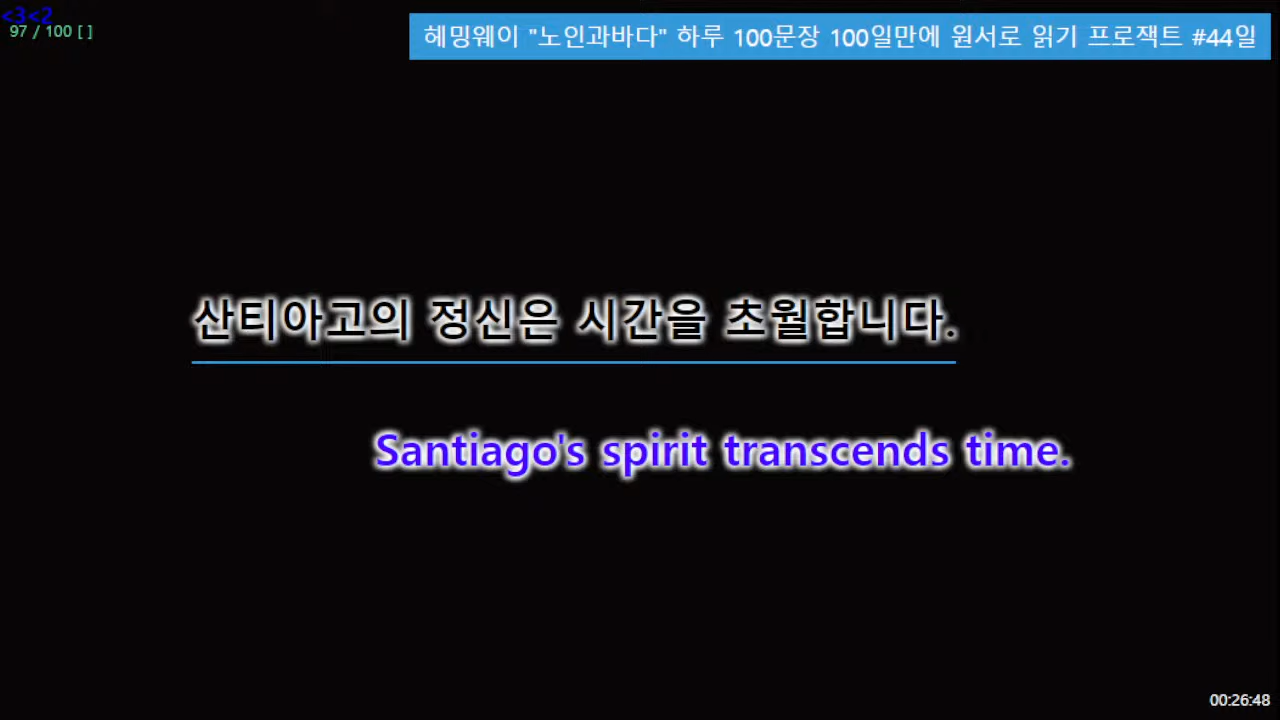 <3<2
97 / 100 [ ]
헤밍웨이 "노인과바다" 하루 100문장 100일만에 원서로 읽기 프로잭트 #44일
산티아고의 정신은 시간을 초월합니다.
Santiago's spirit transcends time.
00:26:48